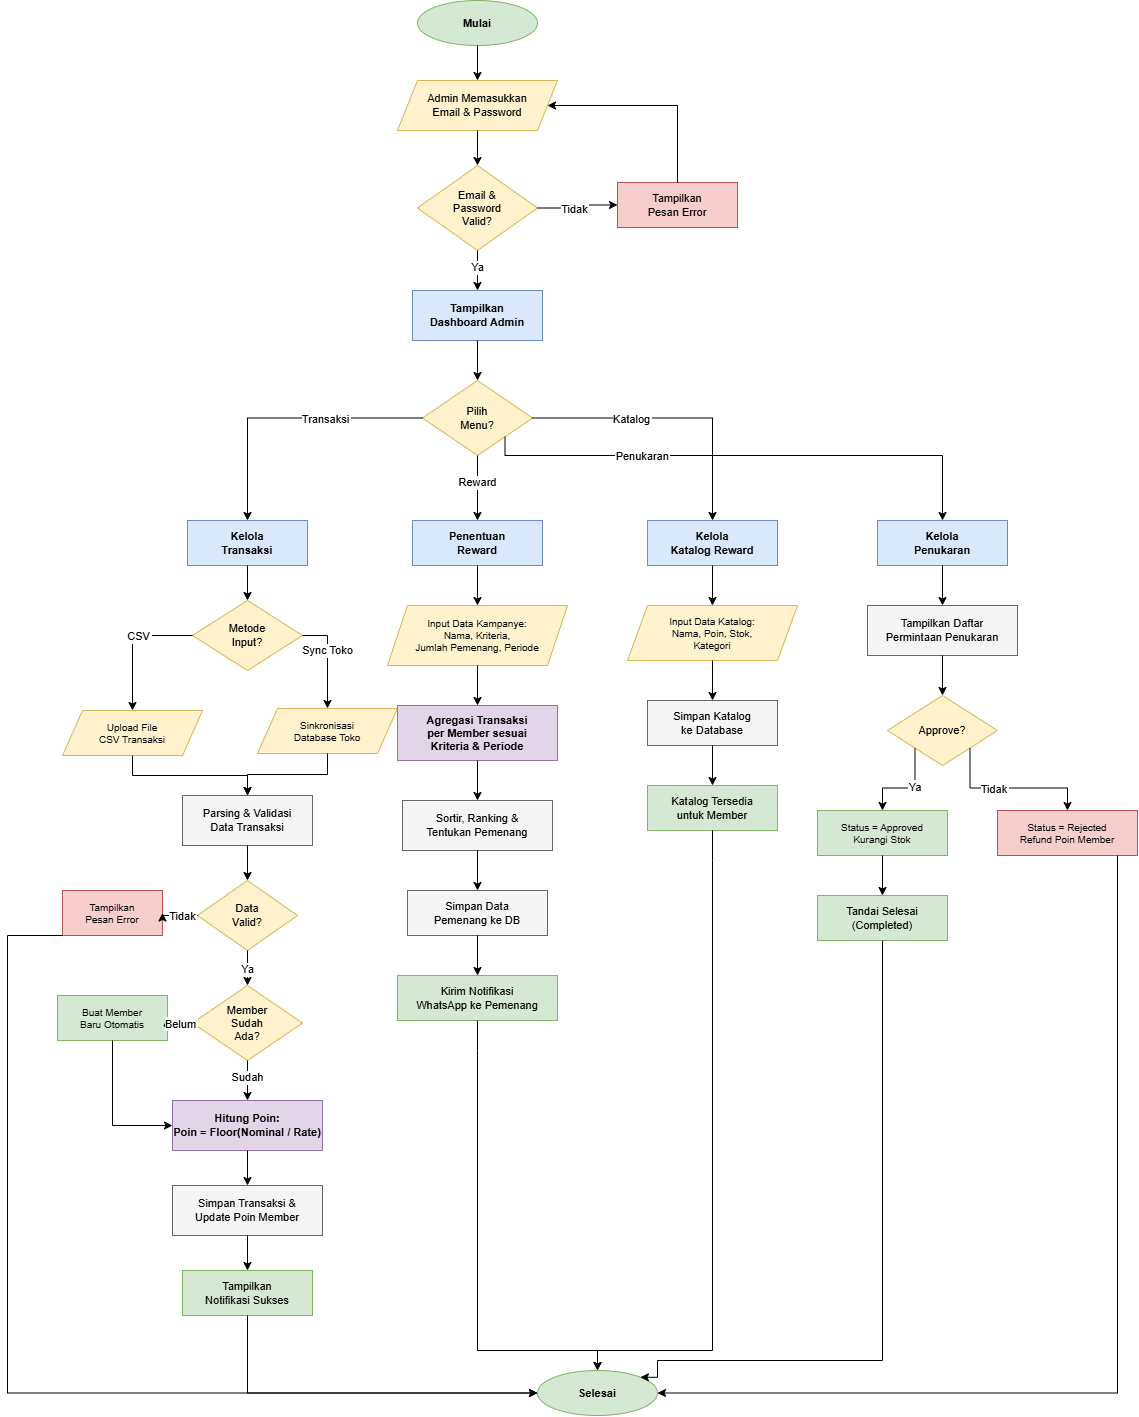 Mulai
Admin Memasukkan
Email & Password
Email &
Password
Valid?
Tidak
Tampilkan
Pesan Error
Ya
Tampilkan
Dashboard Admin
Pilih
Menu?
Transaksi
Katalog
Penukaran
Reward
Kelola
Transaksi
Penentuan
Reward
Kelola
Katalog Reward
Kelola
Penukaran
Metode
Input?
CSV
Sync Toko
Input Data Kampanye:
Nama, Kriteria,
Jumlah Pemenang, Periode
Input Data Katalog:
Nama, Poin, Stok,
Kategori
Tampilkan Daftar
Permintaan Penukaran
Upload File
CSV Transaksi
Sinkronisasi
Database Toko
Agregasi Transaksi
per Member sesuai
Kriteria & Periode
Simpan Katalog
ke Database
Approve?
Ya
Tidak
Parsing & Validasi
Data Transaksi
Sortir, Ranking &
Tentukan Pemenang
Katalog Tersedia
untuk Member
Status = Approved
Kurangi Stok
Status = Rejected
Refund Poin Member
Tampilkan
Pesan Error
Tidak
Data
Valid?
Simpan Data
Pemenang ke DB
Tandai Selesai
(Completed)
Ya
Buat Member
Baru Otomatis
Belum
Member
Sudah
Ada?
Kirim Notifikasi
WhatsApp ke Pemenang
Sudah
Hitung Poin:
Poin = Floor(Nominal / Rate)
Simpan Transaksi &
Update Poin Member
Tampilkan
Notifikasi Sukses
Selesai